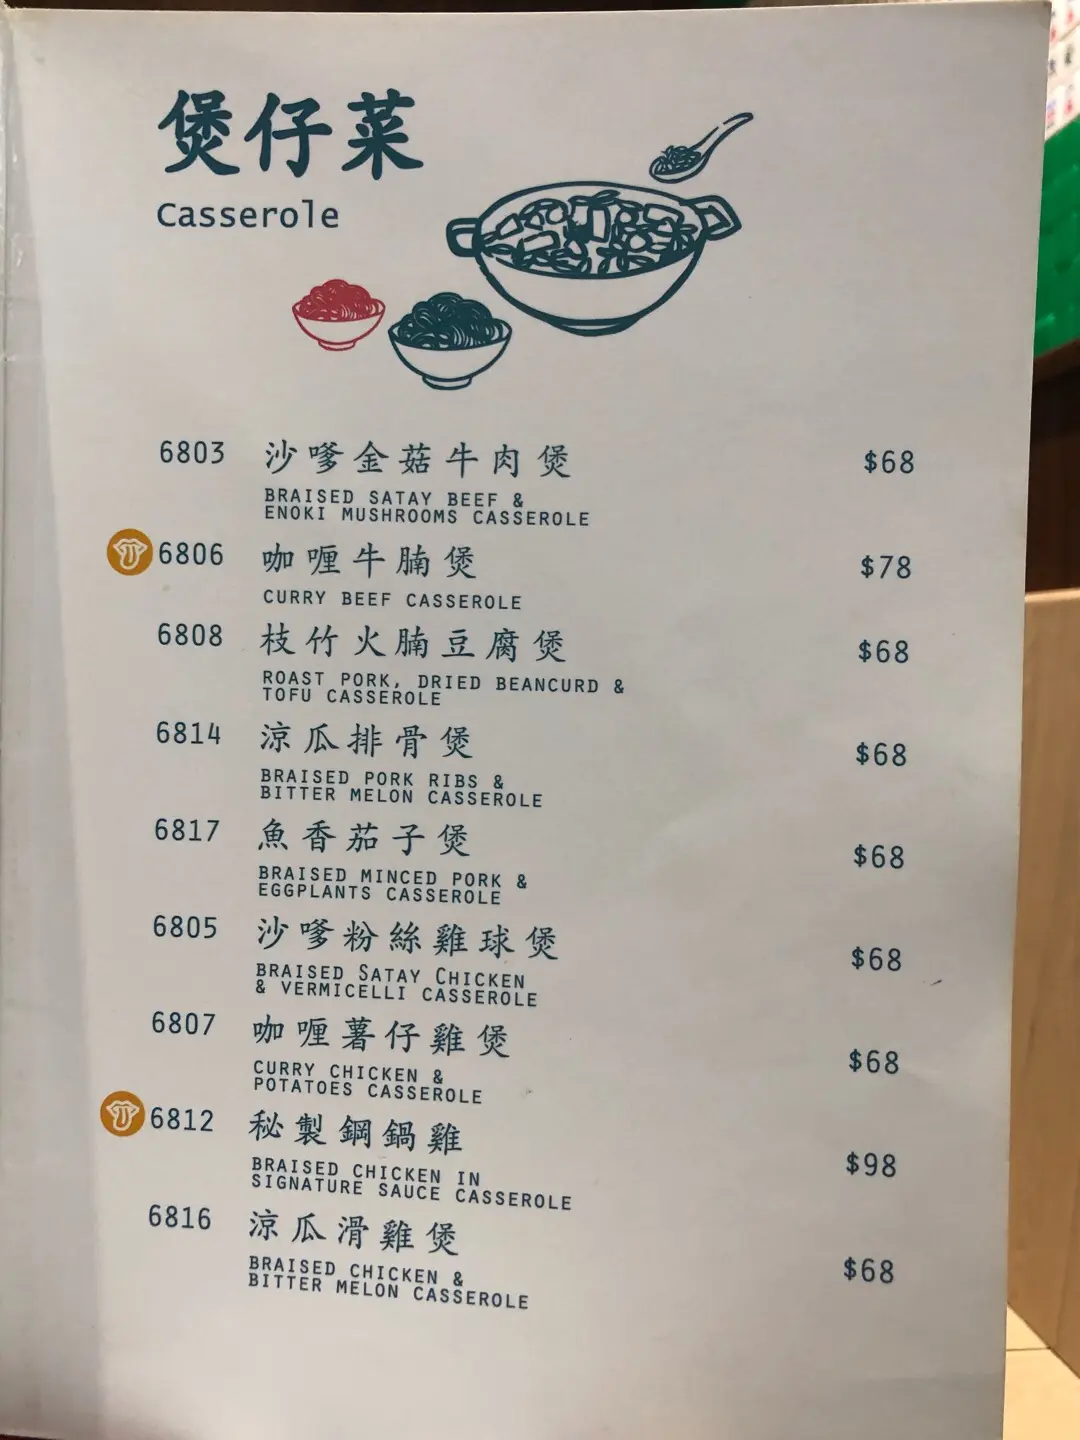 煲仔菜
Casserole
6803 沙嗲金菇牛肉煲 $68
BRAISED SATAY BEEF &
ENOKI MUSHROOMS CASSEROLE
6806 咖喱牛腩煲 $78
CURRY BEEF CASSEROLE
6808 枝竹火腩豆腐煲 $68
ROAST PORK, DRIED BEANCURD &
TOFU CASSEROLE
6814 涼瓜排骨煲 $68
BRAISED PORK RIBS &
BITTER MELON CASSEROLE
6817 魚香茄子煲 $68
BRAISED MINCED PORK &
EGGPLANTS CASSEROLE
6805 沙嗲粉絲雞球煲 $68
BRAISED SATAY CHICKEN
& VERMICELLI CASSEROLE
6807 咖喱薯仔雞煲 $68
CURRY CHICKEN &
POTATOES CASSEROLE
6812 秘製鋼鍋雞 $98
BRAISED CHICKEN IN
SIGNATURE SAUCE CASSEROLE
6816 涼瓜滑雞煲 $68
BRAISED CHICKEN &
BITTER MELON CASSEROLE